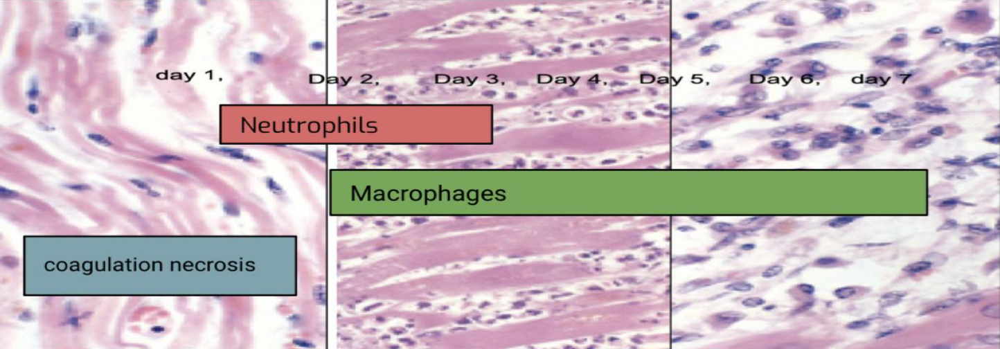 day 1, Day 2, Day 3, Day 4, Day 5, Day 6, day 7
Neutrophils
Macrophages
coagulation necrosis